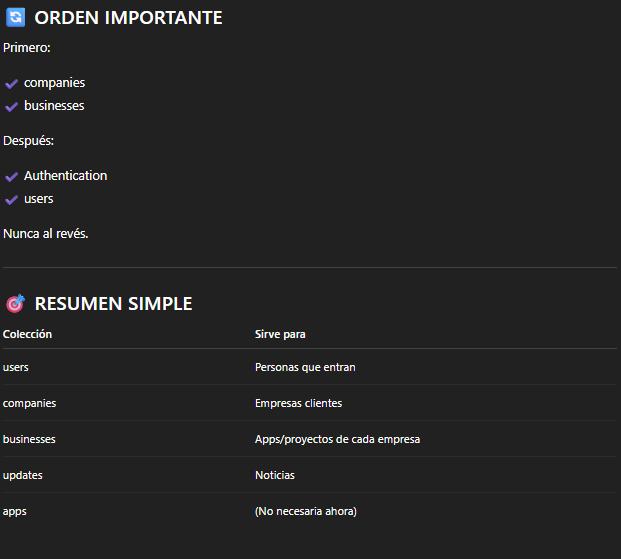 ORDEN IMPORTANTE
Primero:
companies
businesses
Después:
Authentication
users
Nunca al revés.
RESUMEN SIMPLE
Colección Sirve para
users Personas que entran
companies Empresas clientes
businesses Apps/proyectos de cada empresa
updates Noticias
apps (No necesaria ahora)